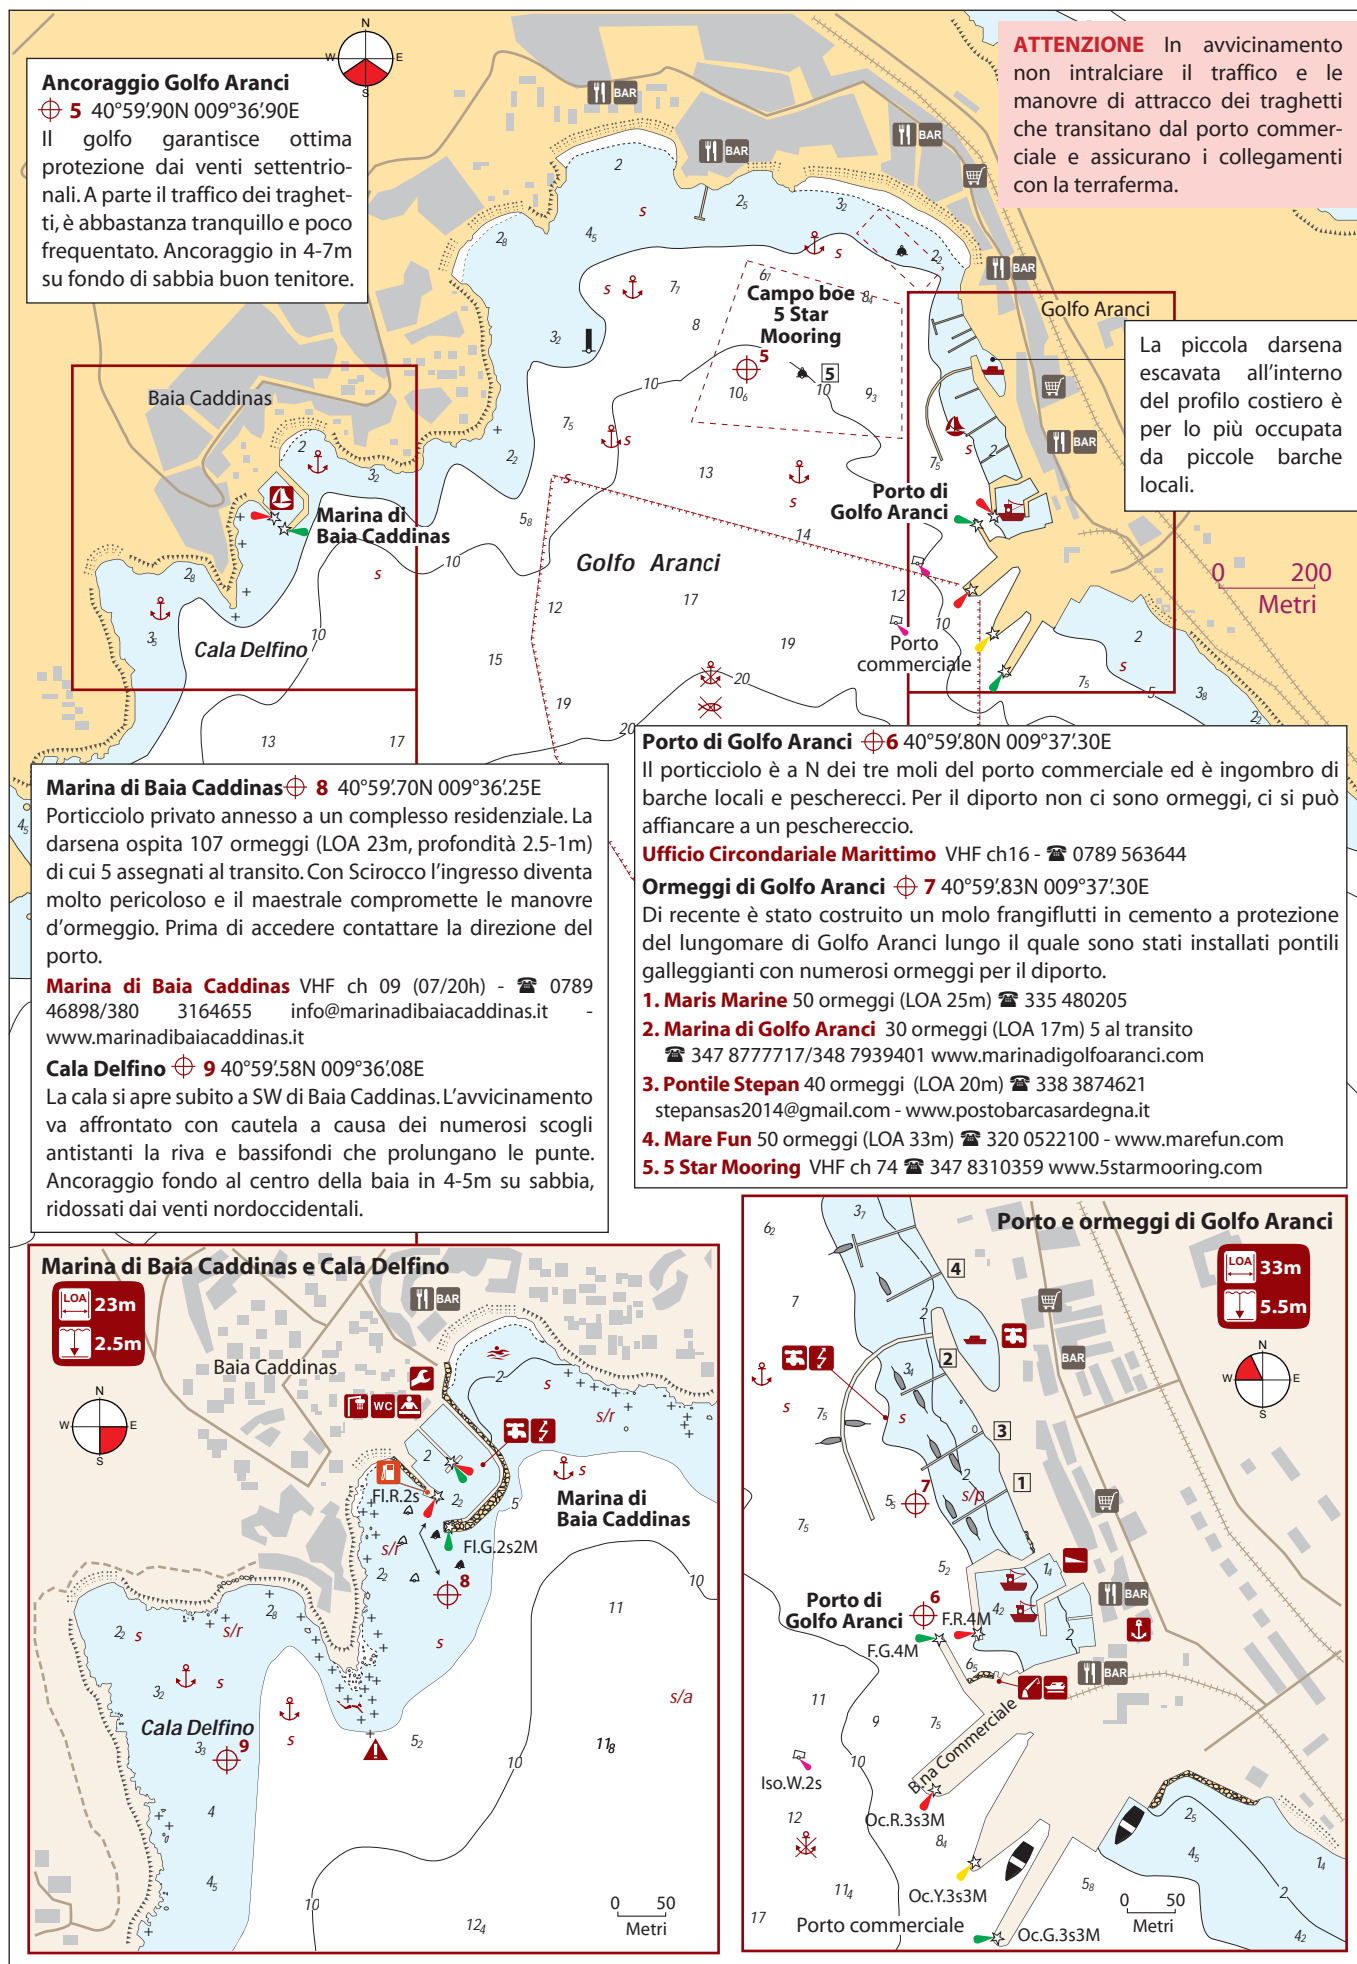 Ancoraggio Golfo Aranci
5 40°59'.90N 009°36'.90E
Il golfo garantisce ottima
protezione dai venti settentrio-
nali. A parte il traffico dei traghet-
ti, è abbastanza tranquillo e poco
frequentato. Ancoraggio in 4-7m
su fondo di sabbia buon tenitore.
N
W E
S
ATTENZIONE In avvicinamento
non intralciare il traffico e le
manovre di attracco dei traghetti
che transitano dal porto commer-
ciale e assicurano i collegamenti
con la terraferma.
BAR
BAR
BAR
BAR
BAR
Campo boe
5 Star
Mooring
5
5
Golfo Aranci
La piccola darsena
escavata all'interno
del profilo costiero è
per lo più occupata
da piccole barche
locali.
Baia Caddinas
Marina di
Baia Caddinas
Porto di
Golfo Aranci
Golfo Aranci
0 200
Metri
Cala Delfino
Porto
commerciale
Marina di Baia Caddinas 8 40°59'.70N 009°36'.25E
Porticciolo privato annesso a un complesso residenziale. La
darsena ospita 107 ormeggi (LOA 23m, profondità 2.5-1m)
di cui 5 assegnati al transito. Con Scirocco l'ingresso diventa
molto pericoloso e il maestrale compromette le manovre
d'ormeggio. Prima di accedere contattare la direzione del
porto.
Marina di Baia Caddinas VHF ch 09 (07/20h) - ☎ 0789
46898/380 3164655 info@marinadibaiacaddinas.it -
www.marinadibaiacaddinas.it
Cala Delfino 9 40°59'.58N 009°36'.08E
La cala si apre subito a SW di Baia Caddinas. L'avvicinamento
va affrontato con cautela a causa dei numerosi scogli
antistanti la riva e bassifondi che prolungano le punte.
Ancoraggio fondo al centro della baia in 4-5m su sabbia,
ridossati dai venti nordoccidentali.
Porto di Golfo Aranci 6 40°59'.80N 009°37'.30E
Il porticciolo è a N dei tre moli del porto commerciale ed è ingombro di
barche locali e pescherecci. Per il diporto non ci sono ormeggi, ci si può
affiancare a un peschereccio.
Ufficio Circondariale Marittimo VHF ch16 - ☎ 0789 563644
Ormeggi di Golfo Aranci 7 40°59'.83N 009°37'.30E
Di recente è stato costruito un molo frangiflutti in cemento a protezione
del lungomare di Golfo Aranci lungo il quale sono stati installati pontili
galleggianti con numerosi ormeggi per il diporto.
1. Maris Marine 50 ormeggi (LOA 25m) ☎ 335 480205
2. Marina di Golfo Aranci 30 ormeggi (LOA 17m) 5 al transito
☎ 347 8777717/348 7939401 www.marinadigolfoaranci.com
3. Pontile Stepan 40 ormeggi (LOA 20m) ☎ 338 3874621
stepansas2014@gmail.com - www.postobarcasardegna.it
4. Mare Fun 50 ormeggi (LOA 33m) ☎ 320 0522100 - www.marefun.com
5. 5 Star Mooring VHF ch 74 ☎ 347 8310359 www.5starmooring.com
Marina di Baia Caddinas e Cala Delfino
LOA 23m
2.5m
BAR
Baia Caddinas
N
W E
S
WC
Fl.R.2s
Fl.G.2s2M
Marina di
Baia Caddinas
8
s/r
s/r
s/r
s/a
Cala Delfino
9
0 50
Metri
Porto e ormeggi di Golfo Aranci
LOA 33m
5.5m
N
W E
S
4
2
3
1
BAR
7
s/p
Porto di
Golfo Aranci
6
F.R.4M
F.G.4M
BAR
BAR
B.na Commerciale
Iso.W.2s
Oc.R.3s3M
Oc.Y.3s3M
Porto commerciale
Oc.G.3s3M
0 50
Metri